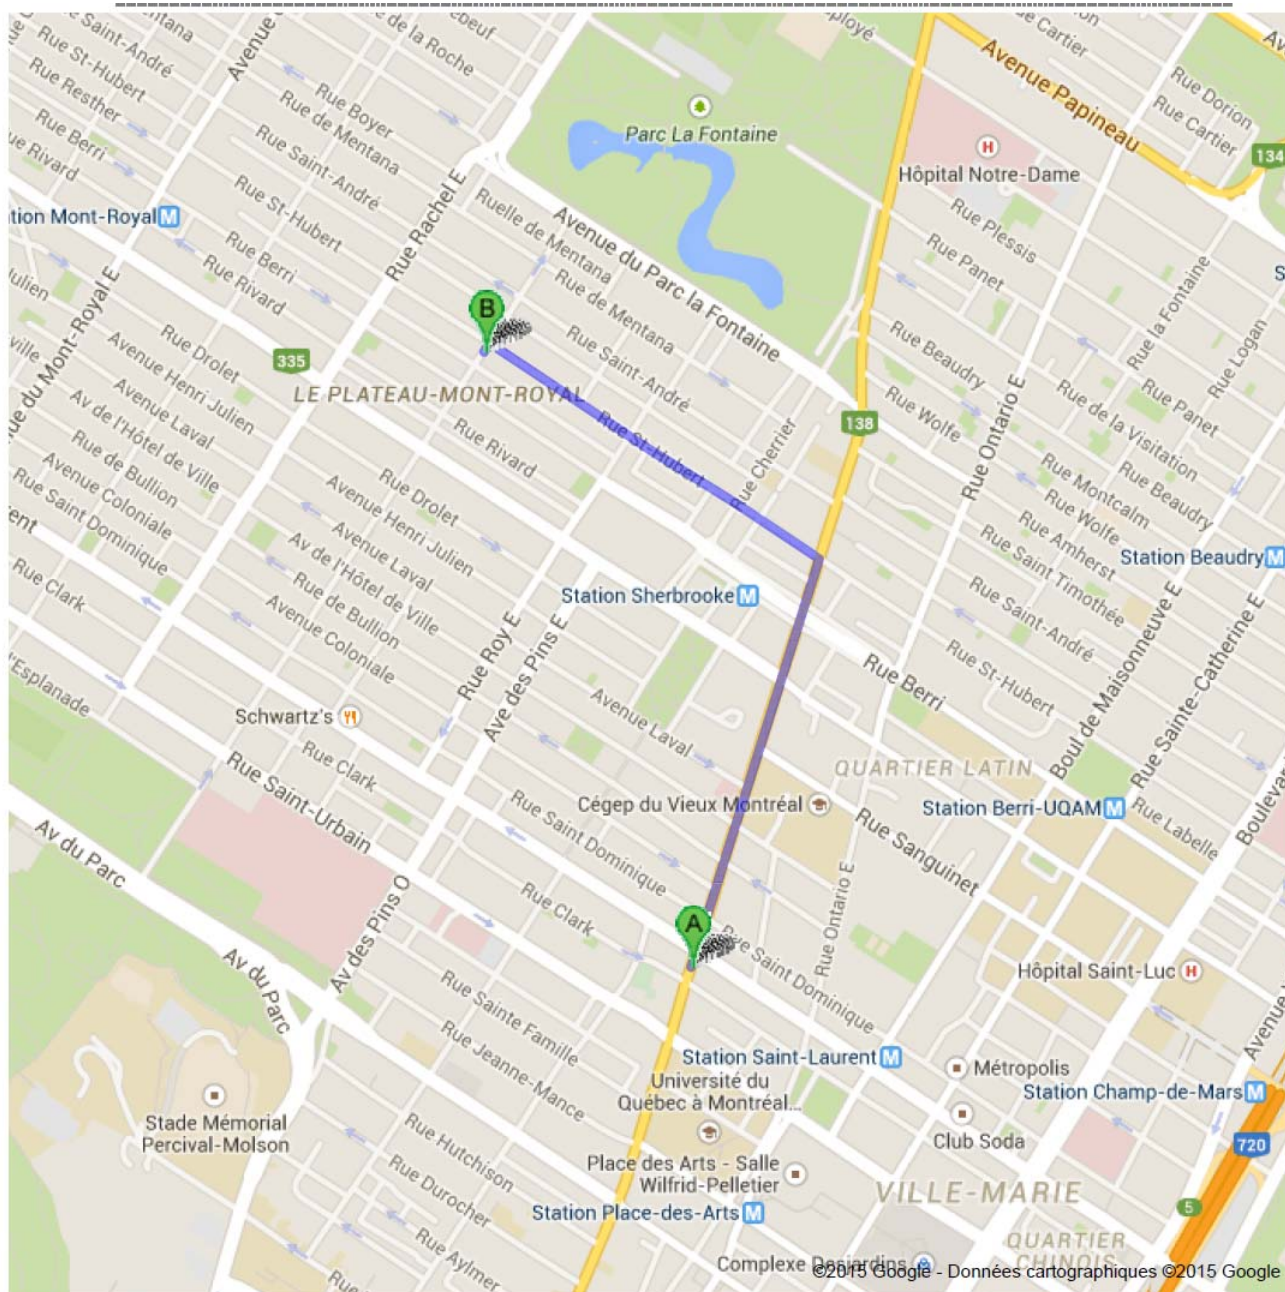 Avenue Papineau
Rue Cartier
Rue Dorion
Rue Cartier
134
Rue Saint-André
Rue St-Hubert
Rue Resther
Rue Berri
Rue Rivard
de la Roche
Rue Boyer
Rue de Mentana
Rue Saint-André
Rue St-Hubert
Rue Berri
Rue Rivard
Parc La Fontaine
Hôpital Notre-Dame
Rue Plessis
Rue Panet
Rue Rachel E
Ruelle de Mentana
Avenue du Parc la Fontaine
Rue de Mentana
Rue Saint-André
B
335
LE PLATEAU-MONT-ROYAL
Rue St-Hubert
Rue Cherrier
138
Rue Beaudry
Rue Wolfe
Rue Ontario E
Rue la Fontaine
Rue Logan
Rue Panet
Rue de la Visitation
Rue Beaudry
Rue Montcalm
Rue Wolfe
Rue Amherst
Rue Saint Timothée
Rue Saint-André
Rue St-Hubert
Station Beaudry
Rue Drolet
Avenue Henri Julien
Avenue Laval
Av de l'Hôtel de Ville
Rue de Bullion
Avenue Coloniale
Rue Saint Dominique
Rue Clark
Rue Rivard
Rue Drolet
Avenue Henri Julien
Avenue Laval
Av de l'Hôtel de Ville
Rue de Bullion
Avenue Coloniale
Station Sherbrooke
Rue Roy E
Ave des Pins E
Rue Berri
Boul de Maisonneuve E
Rue Sainte-Catherine E
Schwartz's
Avenue Laval
Rue Clark
Rue Saint-Urbain
QUARTIER LATIN
Cégep du Vieux Montréal
Station Berri-UQAM
Rue Labelle
Rue Sanguinet
Rue Saint Dominique
Av du Parc
Rue Clark
A
Rue Saint Dominique
Rue Ontario E
Hôpital Saint-Luc
Av des Pins O
Av du Parc
Rue Sainte Famille
Rue Jeanne-Mance
Station Saint-Laurent
Métropolis
Université du
Québec à Montréal...
Station Champ-de-Mars
Stade Mémorial
Percival-Molson
Club Soda
720
Rue Hutchison
Rue Durocher
Rue Aylmer
Place des Arts - Salle
Wilfrid-Pelletier
VILLE-MARIE
5
Station Place-des-Arts
QUARTIER
CHINOIS
Complexe Desjardins
©2015 Google - Données cartographiques ©2015 Google